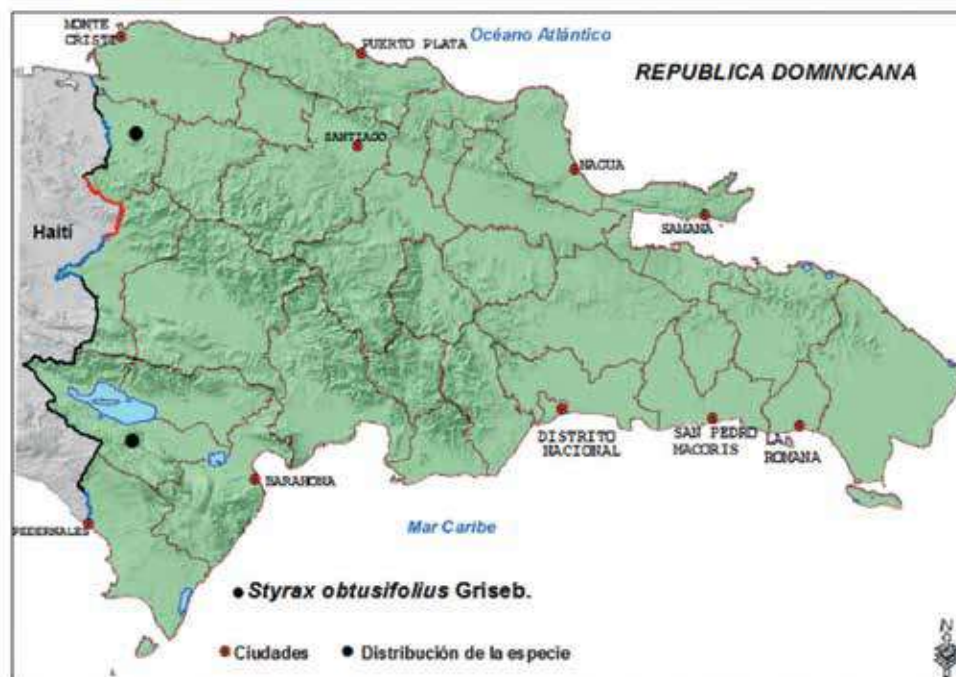 MONTE
CRISTI
PUERTO PLATA
Océano Atlántico
REPUBLICA DOMINICANA
SANTIAGO
NAGUA
SAMANA
Haití
DISTRITO
NACIONAL
SAN PEDRO
MACORIS
LA
ROMANA
BARAHONA
PEDERNALES
Mar Caribe
Styrax obtusifolius Griseb.
Ciudades
Distribución de la especie